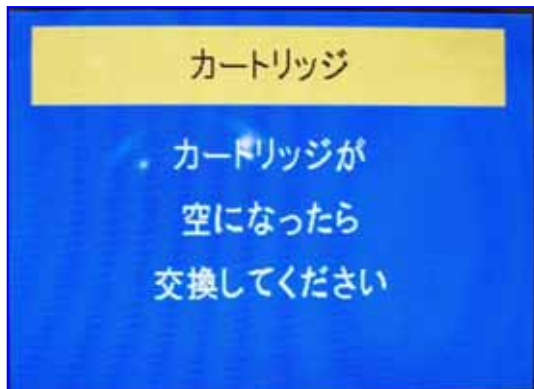 カートリッジ
カートリッジが
空になったら
交換してください